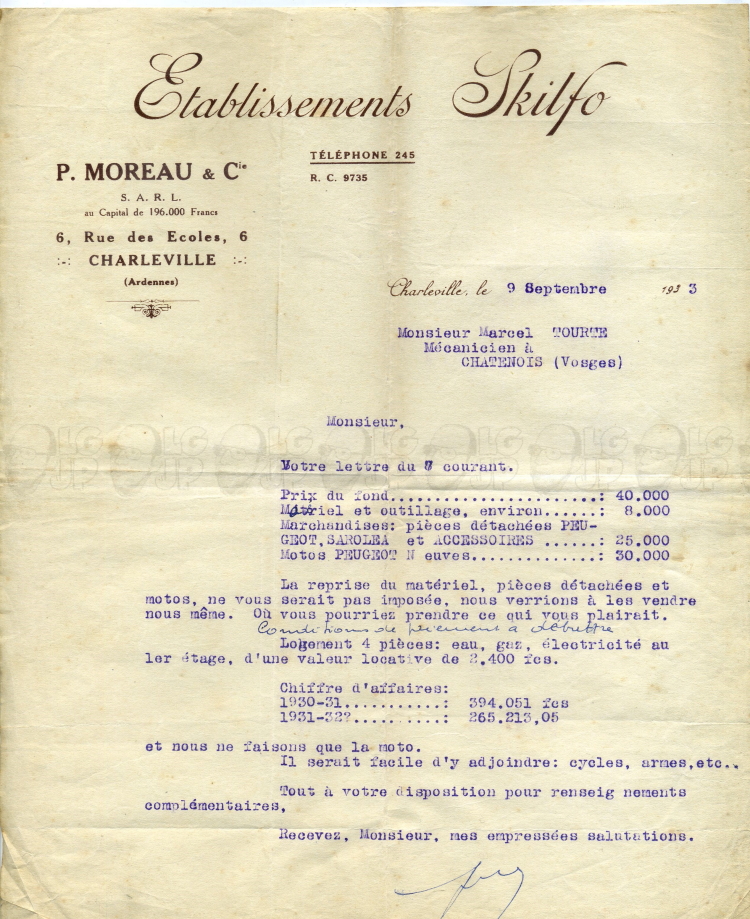 Etablissements Skilfo
P. MOREAU & Cie
S. A. R. L.
au Capital de 196.000 Francs
6, Rue des Ecoles, 6
:-: CHARLEVILLE :-:
(Ardennes)
TÉLÉPHONE 245
R. C. 9735
Charleville, le 9 Septembre 1933
Monsieur Marcel TOURTE
Mécanicien à
CHATENOIS (Vosges)
Monsieur,
Votre lettre du 7 courant.
Prix du fond.......................: 40.000
Matériel et outillage, environ......: 8.000
Marchandises: pièces détachées PEU-
GEOT, SAROLEA et ACCESSOIRES ......: 25.000
Motos PEUGEOT N euves..............: 30.000
La reprise du matériel, pièces détachées et
motos, ne vous serait pas imposée, nous verrions à les vendre
nous même. Où vous pourriez prendre ce qui vous plairait.
Conditions de paiement à débattre
Logement 4 pièces: eau, gaz, électricité au
1er étage, d'une valeur locative de 2.400 fcs.
Chiffre d'affaires:
1930-31...........: 394.051 fcs
1931-32?..........: 265.213,05
et nous ne faisons que la moto.
Il serait facile d'y adjoindre: cycles, armes,etc..
Tout à votre disposition pour renseig nements
complémentaires,
Recevez, Monsieur, mes empressées salutations.